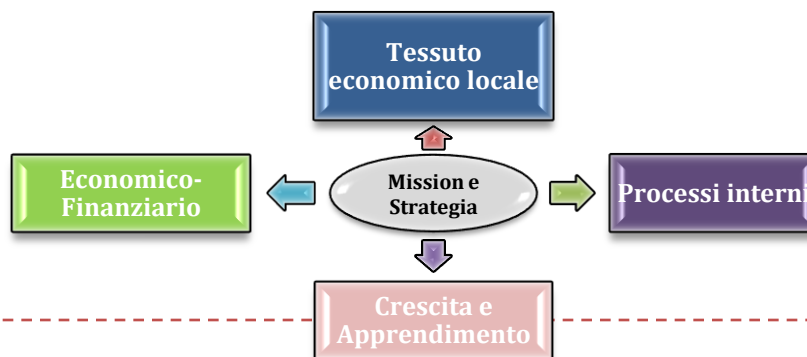 Tessuto
economico locale
Economico-
Finanziario
Mission e
Strategia
Processi interni
Crescita e
Apprendimento